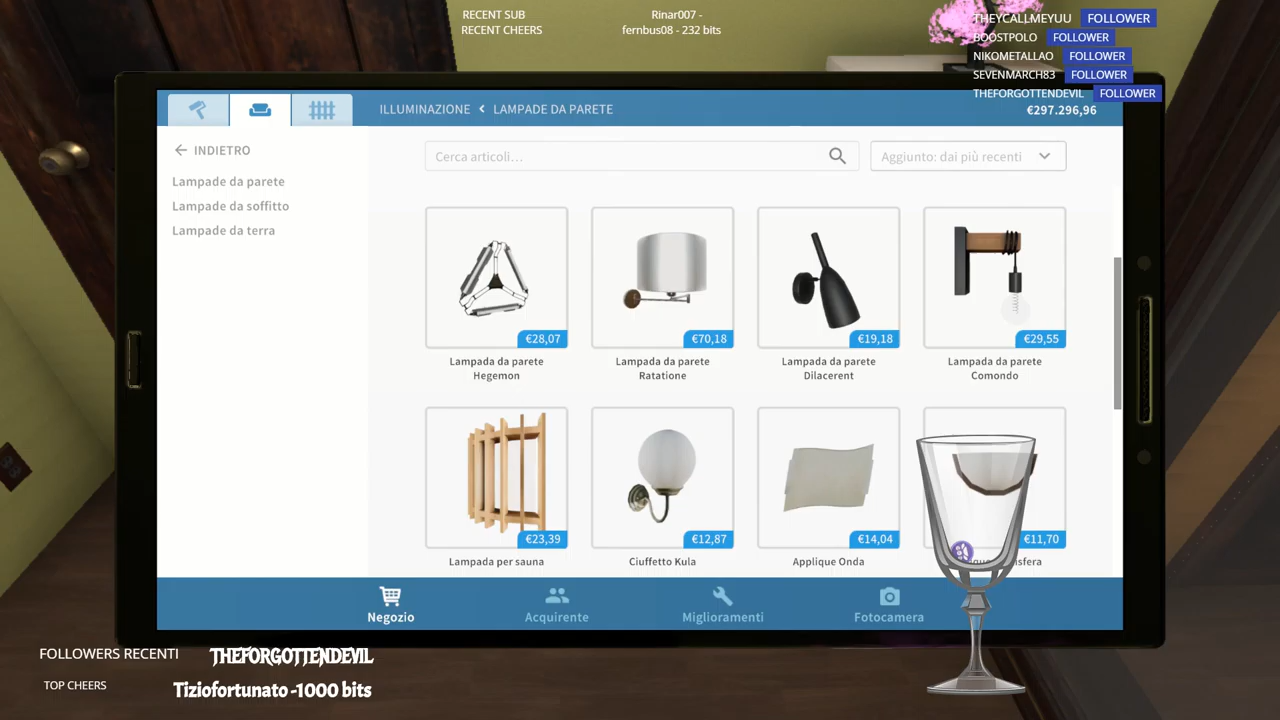 RECENT SUB
Rinar007 -
RECENT CHEERS
fernbus08 - 232 bits
THEYCALLMEYUU FOLLOWER
BOOSTPOLO FOLLOWER
NIKOMETALLAO FOLLOWER
SEVENMARCH83 FOLLOWER
THEFORGOTTENDEVIL FOLLOWER
ILLUMINAZIONE < LAMPADE DA PARETE
€297.296,96
INDIETRO
Lampade da parete
Lampade da soffitto
Lampade da terra
Cerca articoli...
Aggiunto: dai più recenti
€28,07
€70,18
€19,18
€29,55
Lampada da parete
Hegemon
Lampada da parete
Ratatione
Lampada da parete
Dilacerent
Lampada da parete
Comondo
€23,39
€12,87
€14,04
€11,70
Lampada per sauna
Ciuffetto Kula
Applique Onda
Negozio
Acquirente
Miglioramenti
Fotocamera
FOLLOWERS RECENTI
THEFORGOTTENDEVIL
TOP CHEERS
Tiziofortunato -1000 bits